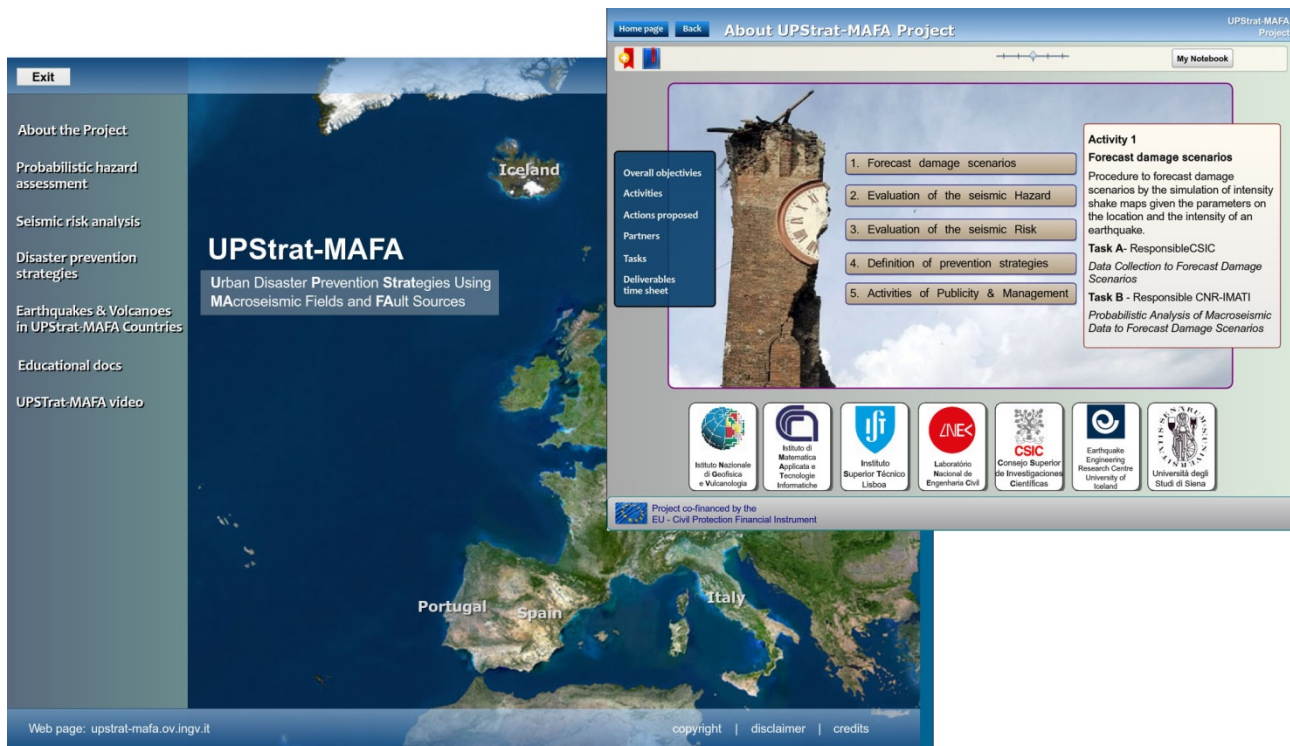 Exit
About the Project
Probabilistic hazard
assessment
Seismic risk analysis
Disaster prevention
strategies
Earthquakes & Volcanoes
in UPStrat-MAFA Countries
Educational docs
UPSTrat-MAFA video
Iceland
UPStrat-MAFA
Urban Disaster Prevention Strategies Using
MAcroseismic Fields and FAult Sources
Portugal
Spain
Italy
Web page: upstrat-mafa.ov.ingv.it
copyright | disclaimer | credits
Home page
Back
About UPStrat-MAFA Project
UPStrat-MAFA
Project
My Notebook
Overall objectivies
Activities
Actions proposed
Partners
Tasks
Deliverables
time sheet
1. Forecast damage scenarios
2. Evaluation of the seismic Hazard
3. Evaluation of the seismic Risk
4. Definition of prevention strategies
5. Activities of Publicity & Management
Activity 1
Forecast damage scenarios
Procedure to forecast damage
scenarios by the simulation of intensity
shake maps given the parameters on
the location and the intensity of an
earthquake.
Task A- ResponsibleCSIC
Data Collection to Forecast Damage
Scenarios
Task B - Responsible CNR-IMATI
Probabilistic Analysis of Macroseismic
Data to Forecast Damage Scenarios
Istituto Nazionale
di Geofisica
e Vulcanologia
Istituto di
Matematica
Applicata e
Tecnologie
Informatiche
IST
Instituto
Superior Técnico
Lisboa
LNEC
Laboratório
Nacional de
Engenharia Civil
CSIC
Consejo Superior
de Investigaciones
Científicas
Earthquake
Engineering
Research Centre
University of
Iceland
Università degli
Studi di Siena
Project co-financed by the
EU - Civil Protection Financial Instrument